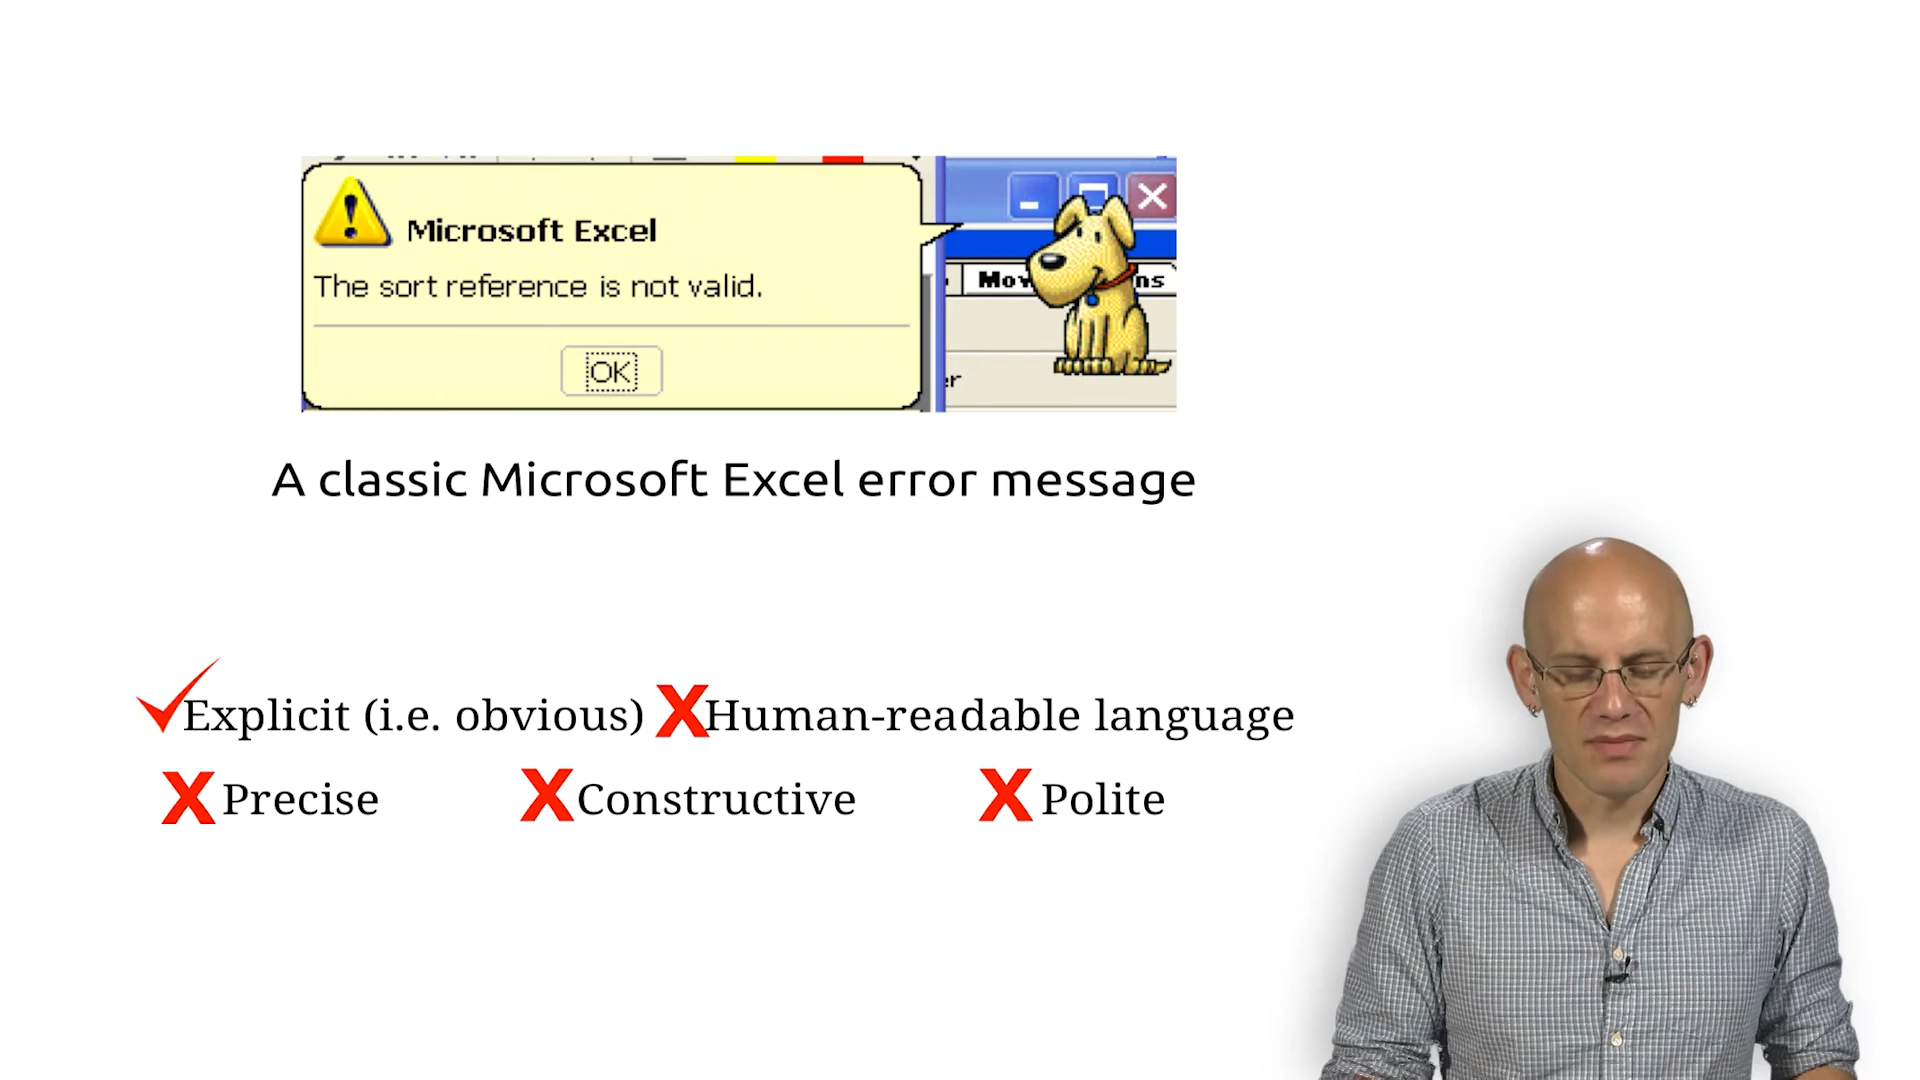 Microsoft Excel
The sort reference is not valid.
OK
A classic Microsoft Excel error message
Explicit (i.e. obvious) X Human-readable language
X Precise X Constructive X Polite